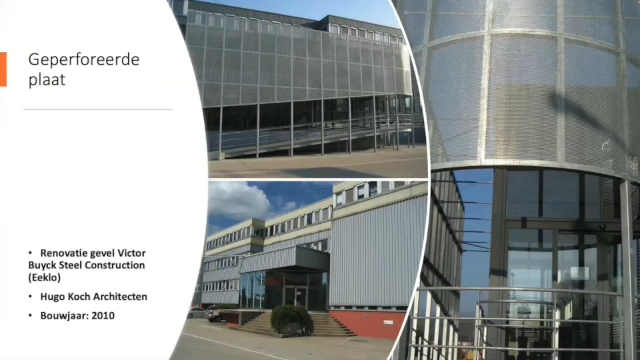 Geperforeerde
plaat
• Renovatie gevel Victor
Buyck Steel Construction
(Eeklo)
• Hugo Koch Architecten
• Bouwjaar: 2010